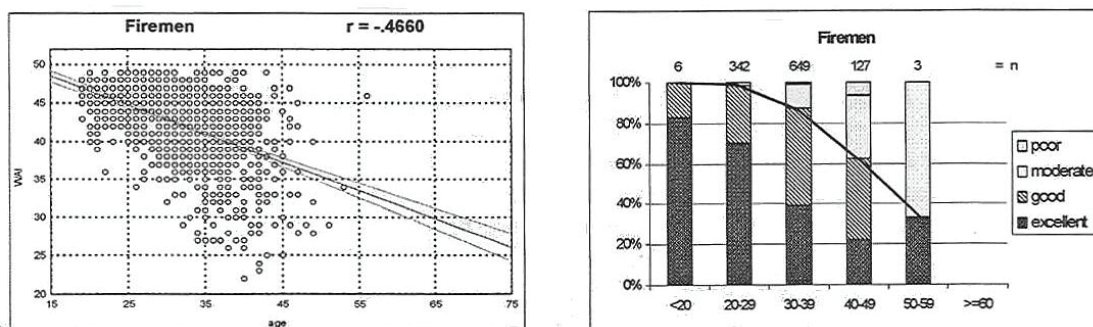 Firemen r = -.4660
50
45
40
35
30
25
20
WAI
15 25 35 45 55 65 75
age
Firemen
6 342 649 127 3 = n
100%
80%
60%
40%
20%
0%
<20 20-29 30-39 40-49 50-59 >=60
poor
moderate
good
excellent